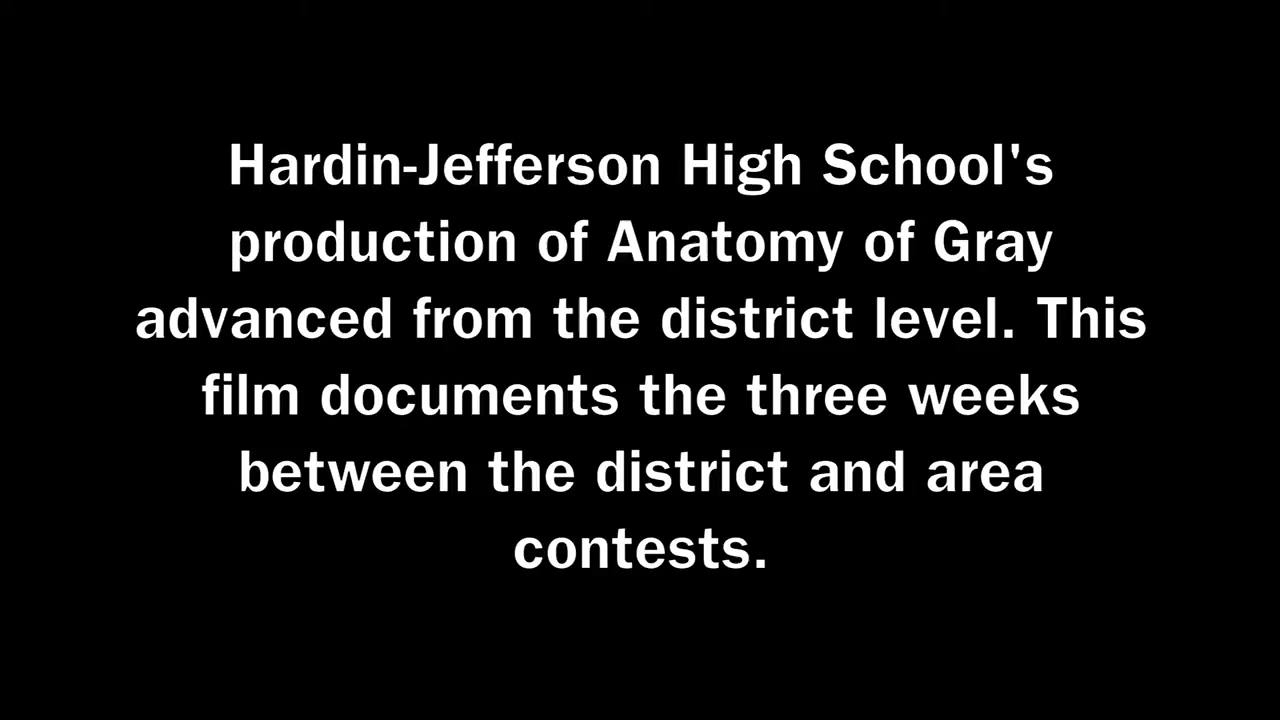 Hardin-Jefferson High School's
production of Anatomy of Gray
advanced from the district level. This
film documents the three weeks
between the district and area
contests.